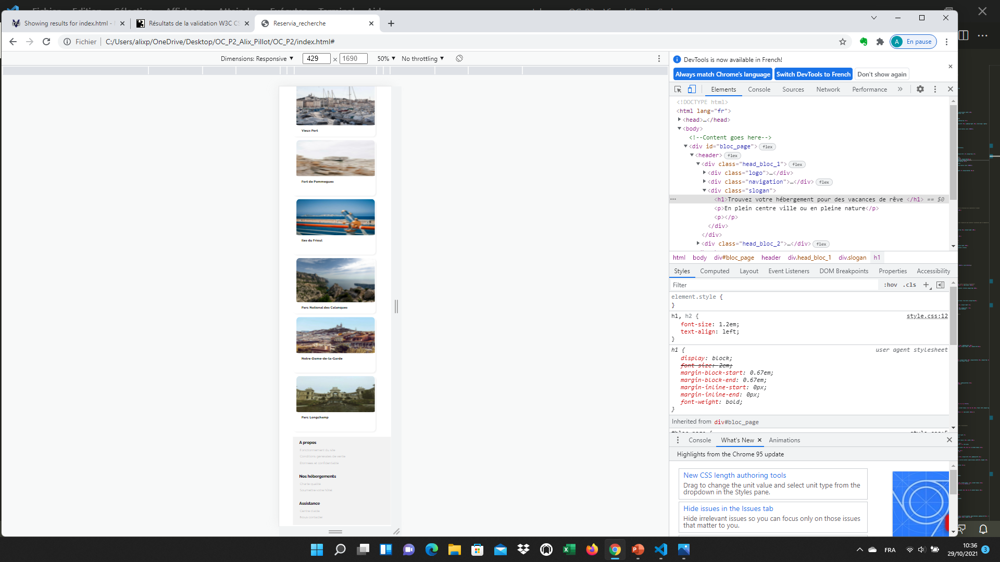 Fichier Edition Sélection Affichage Atteindre Exécuter Terminal Aide
Showing results for index.html -
Résultats de la validation W3C CS
Reservia_recherche
Fichier C:/Users/alixp/OneDrive/Desktop/OC_P2_Alix_Pillot/OC_P2/index.html#
A En pause
Dimensions: Responsive 429 × 1690 50% No throttling
DevTools is now available in French!
Always match Chrome's language Switch DevTools to French Don't show again
Elements Console Sources Network Performance »
<!DOCTYPE html>
<html lang="fr">
<head>…</head>
<body>
<!--Content goes here-->
<div id="bloc_page"> flex
<header> flex
<div class="head_bloc_1"> flex
<div class="logo">…</div>
<div class="navigation">…</div> flex
<div class="slogan">
<h1>Trouvez votre hébergement pour des vacances de rêve </h1> == $0
<p>En plein centre ville ou en pleine nature</p>
<p></p>
</div>
</div>
<div class="head_bloc_2">…</div> flex
html body div#bloc_page header div.head_bloc_1 div.slogan h1
Styles Computed Layout Event Listeners DOM Breakpoints Properties Accessibility
Filter :hov .cls +
element.style {
}
h1, h2 { style.css:12
font-size: 1.2em;
text-align: left;
}
h1 { user agent stylesheet
display: block;
font-size: 2em;
margin-block-start: 0.67em;
margin-block-end: 0.67em;
margin-inline-start: 0px;
margin-inline-end: 0px;
font-weight: bold;
}
Inherited from div#bloc_page
#bloc_page { style.css:5
Console What's New Animations
Highlights from the Chrome 95 update
New CSS length authoring tools
Drag to change the unit value and select unit type from the
dropdown in the Styles pane.
Hide issues in the Issues tab
Hide irrelevant issues so you can focus only on those issues
that matter to you.
Vieux Port
Fort de Pommegues
Iles du Frioul
Parc National des Calanques
Notre-Dame-de-la-Garde
Parc Longchamp
A propos
Fonctionnement du site
Conditions generales de vente
Données et confidentialité
Nos hébergements
Charte qualité
Soumettre votre hôtel
Assistance
Centre d'aide
Nous contacter
FRA
10:36
29/10/2021
3